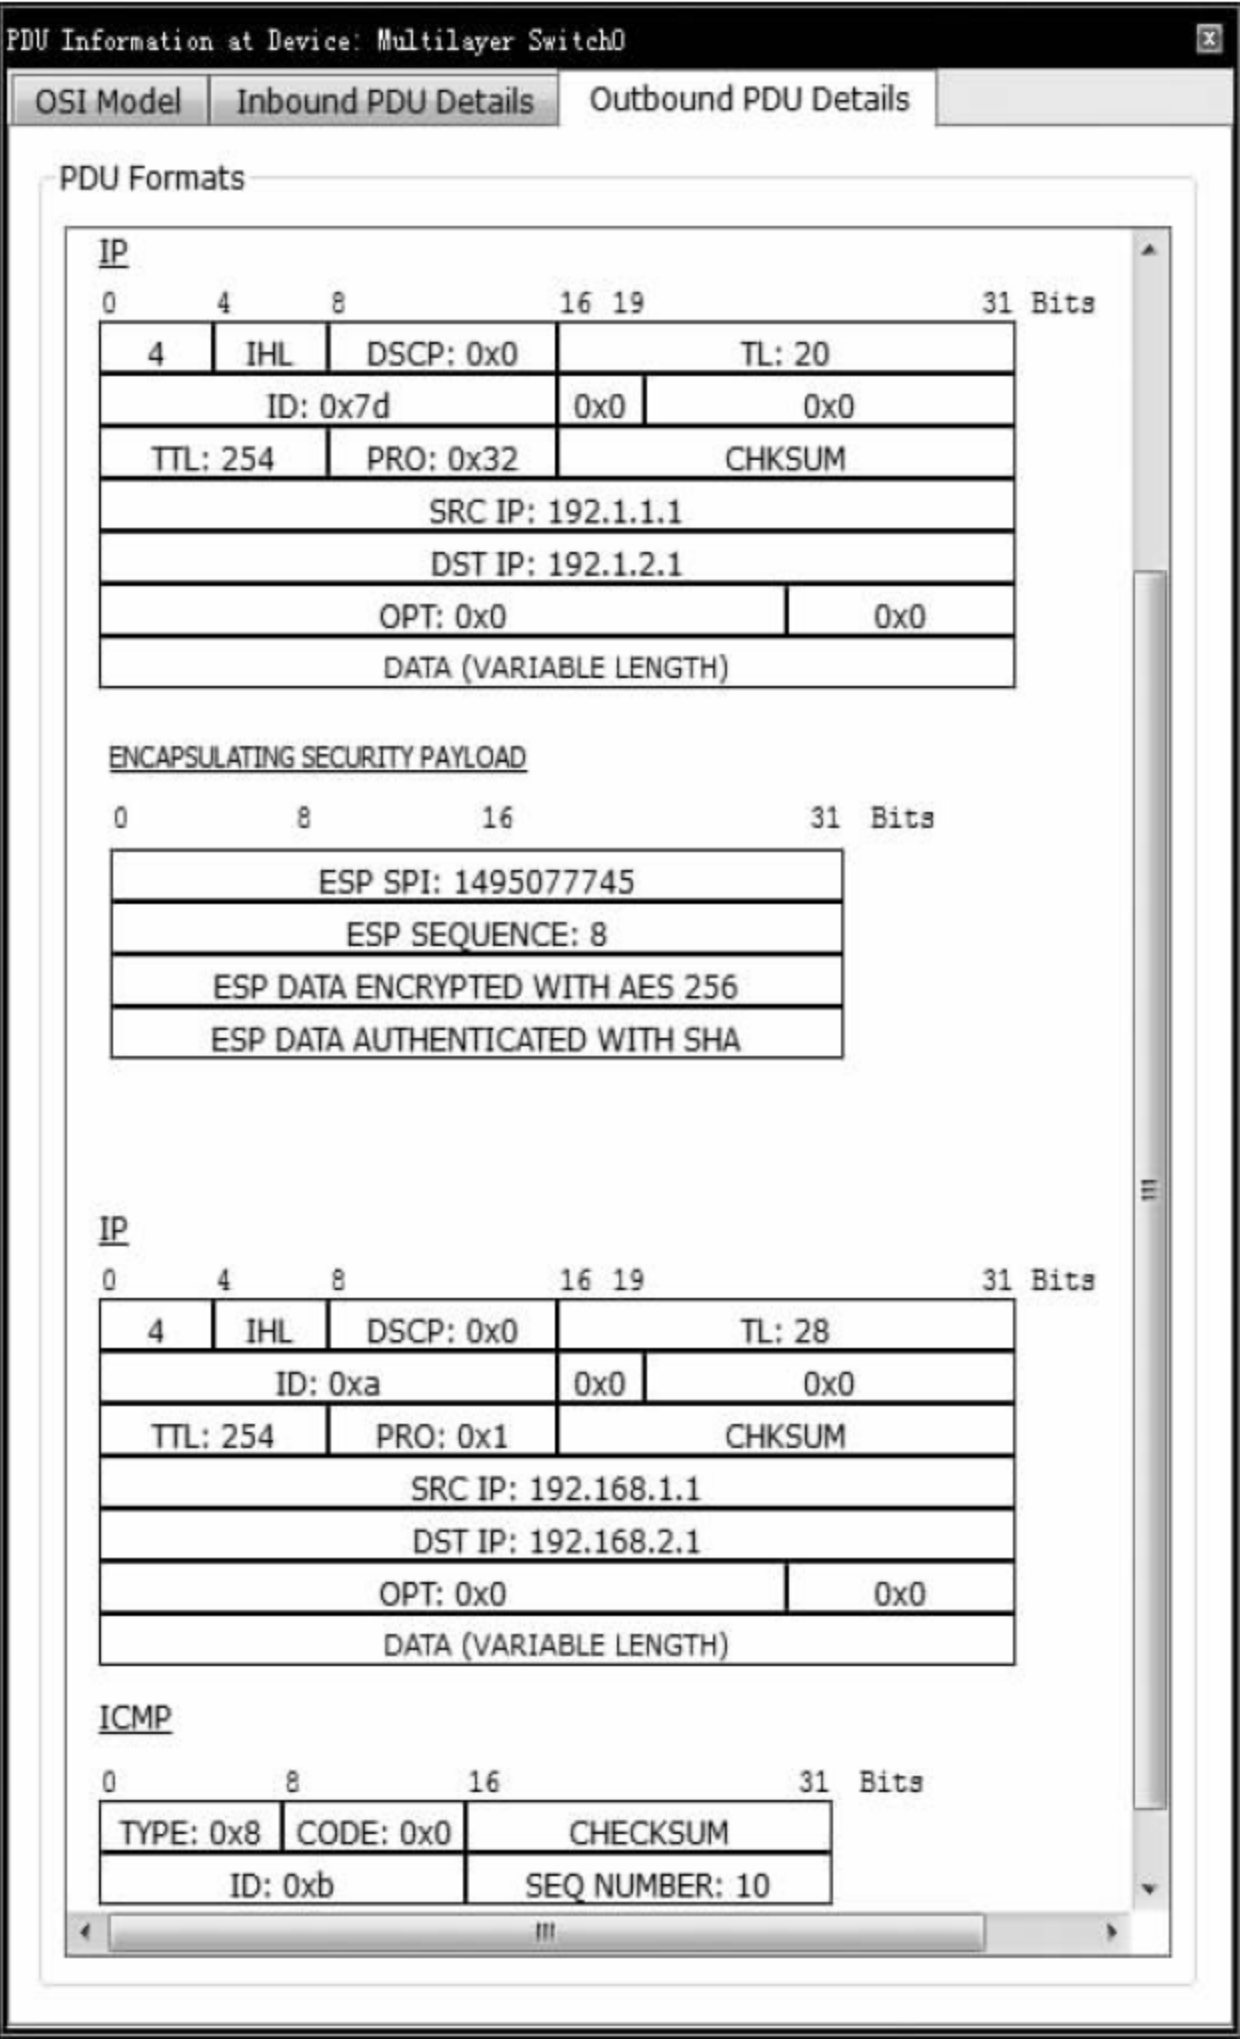 PDU Information at Device: Multilayer Switch0
OSI Model Inbound PDU Details Outbound PDU Details
PDU Formats
IP
0 4 8 16 19 31 Bits
4 IHL DSCP: 0x0 TL: 20
ID: 0x7d 0x0 0x0
TTL: 254 PRO: 0x32 CHKSUM
SRC IP: 192.1.1.1
DST IP: 192.1.2.1
OPT: 0x0 0x0
DATA (VARIABLE LENGTH)
ENCAPSULATING SECURITY PAYLOAD
0 8 16 31 Bits
ESP SPI: 1495077745
ESP SEQUENCE: 8
ESP DATA ENCRYPTED WITH AES 256
ESP DATA AUTHENTICATED WITH SHA
IP
0 4 8 16 19 31 Bits
4 IHL DSCP: 0x0 TL: 28
ID: 0xa 0x0 0x0
TTL: 254 PRO: 0x1 CHKSUM
SRC IP: 192.168.1.1
DST IP: 192.168.2.1
OPT: 0x0 0x0
DATA (VARIABLE LENGTH)
ICMP
0 8 16 31 Bits
TYPE: 0x8 CODE: 0x0 CHECKSUM
ID: 0xb SEQ NUMBER: 10